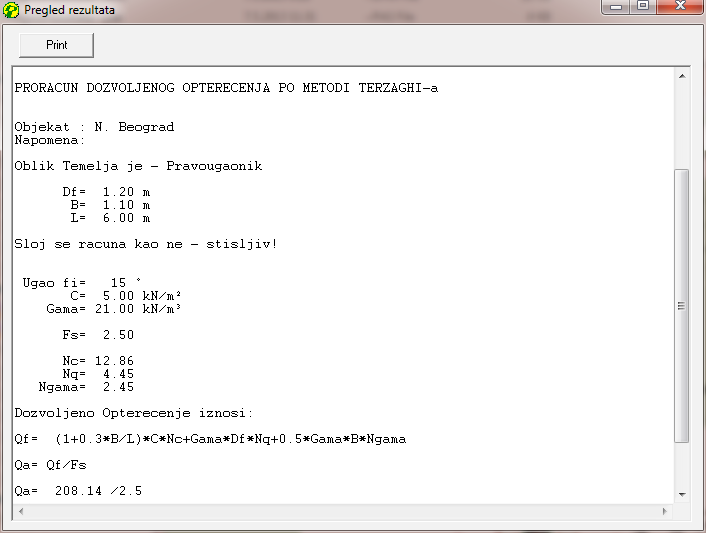 Pregled rezultata
Print
PRORACUN DOZVOLJENOG OPTERECENJA PO METODI TERZAGHI-a
Objekat : N. Beograd
Napomena:
Oblik Temelja je - Pravougaonik
Df= 1.20 m
B= 1.10 m
L= 6.00 m
Sloj se racuna kao ne - stisljiv!
Ugao fi= 15 °
C= 5.00 kN/m²
Gama= 21.00 kN/m³
Fs= 2.50
Nc= 12.86
Nq= 4.45
Ngama= 2.45
Dozvoljeno Opterecenje iznosi:
Qf= (1+0.3*B/L)*C*Nc+Gama*Df*Nq+0.5*Gama*B*Ngama
Qa= Qf/Fs
Qa= 208.14 /2.5